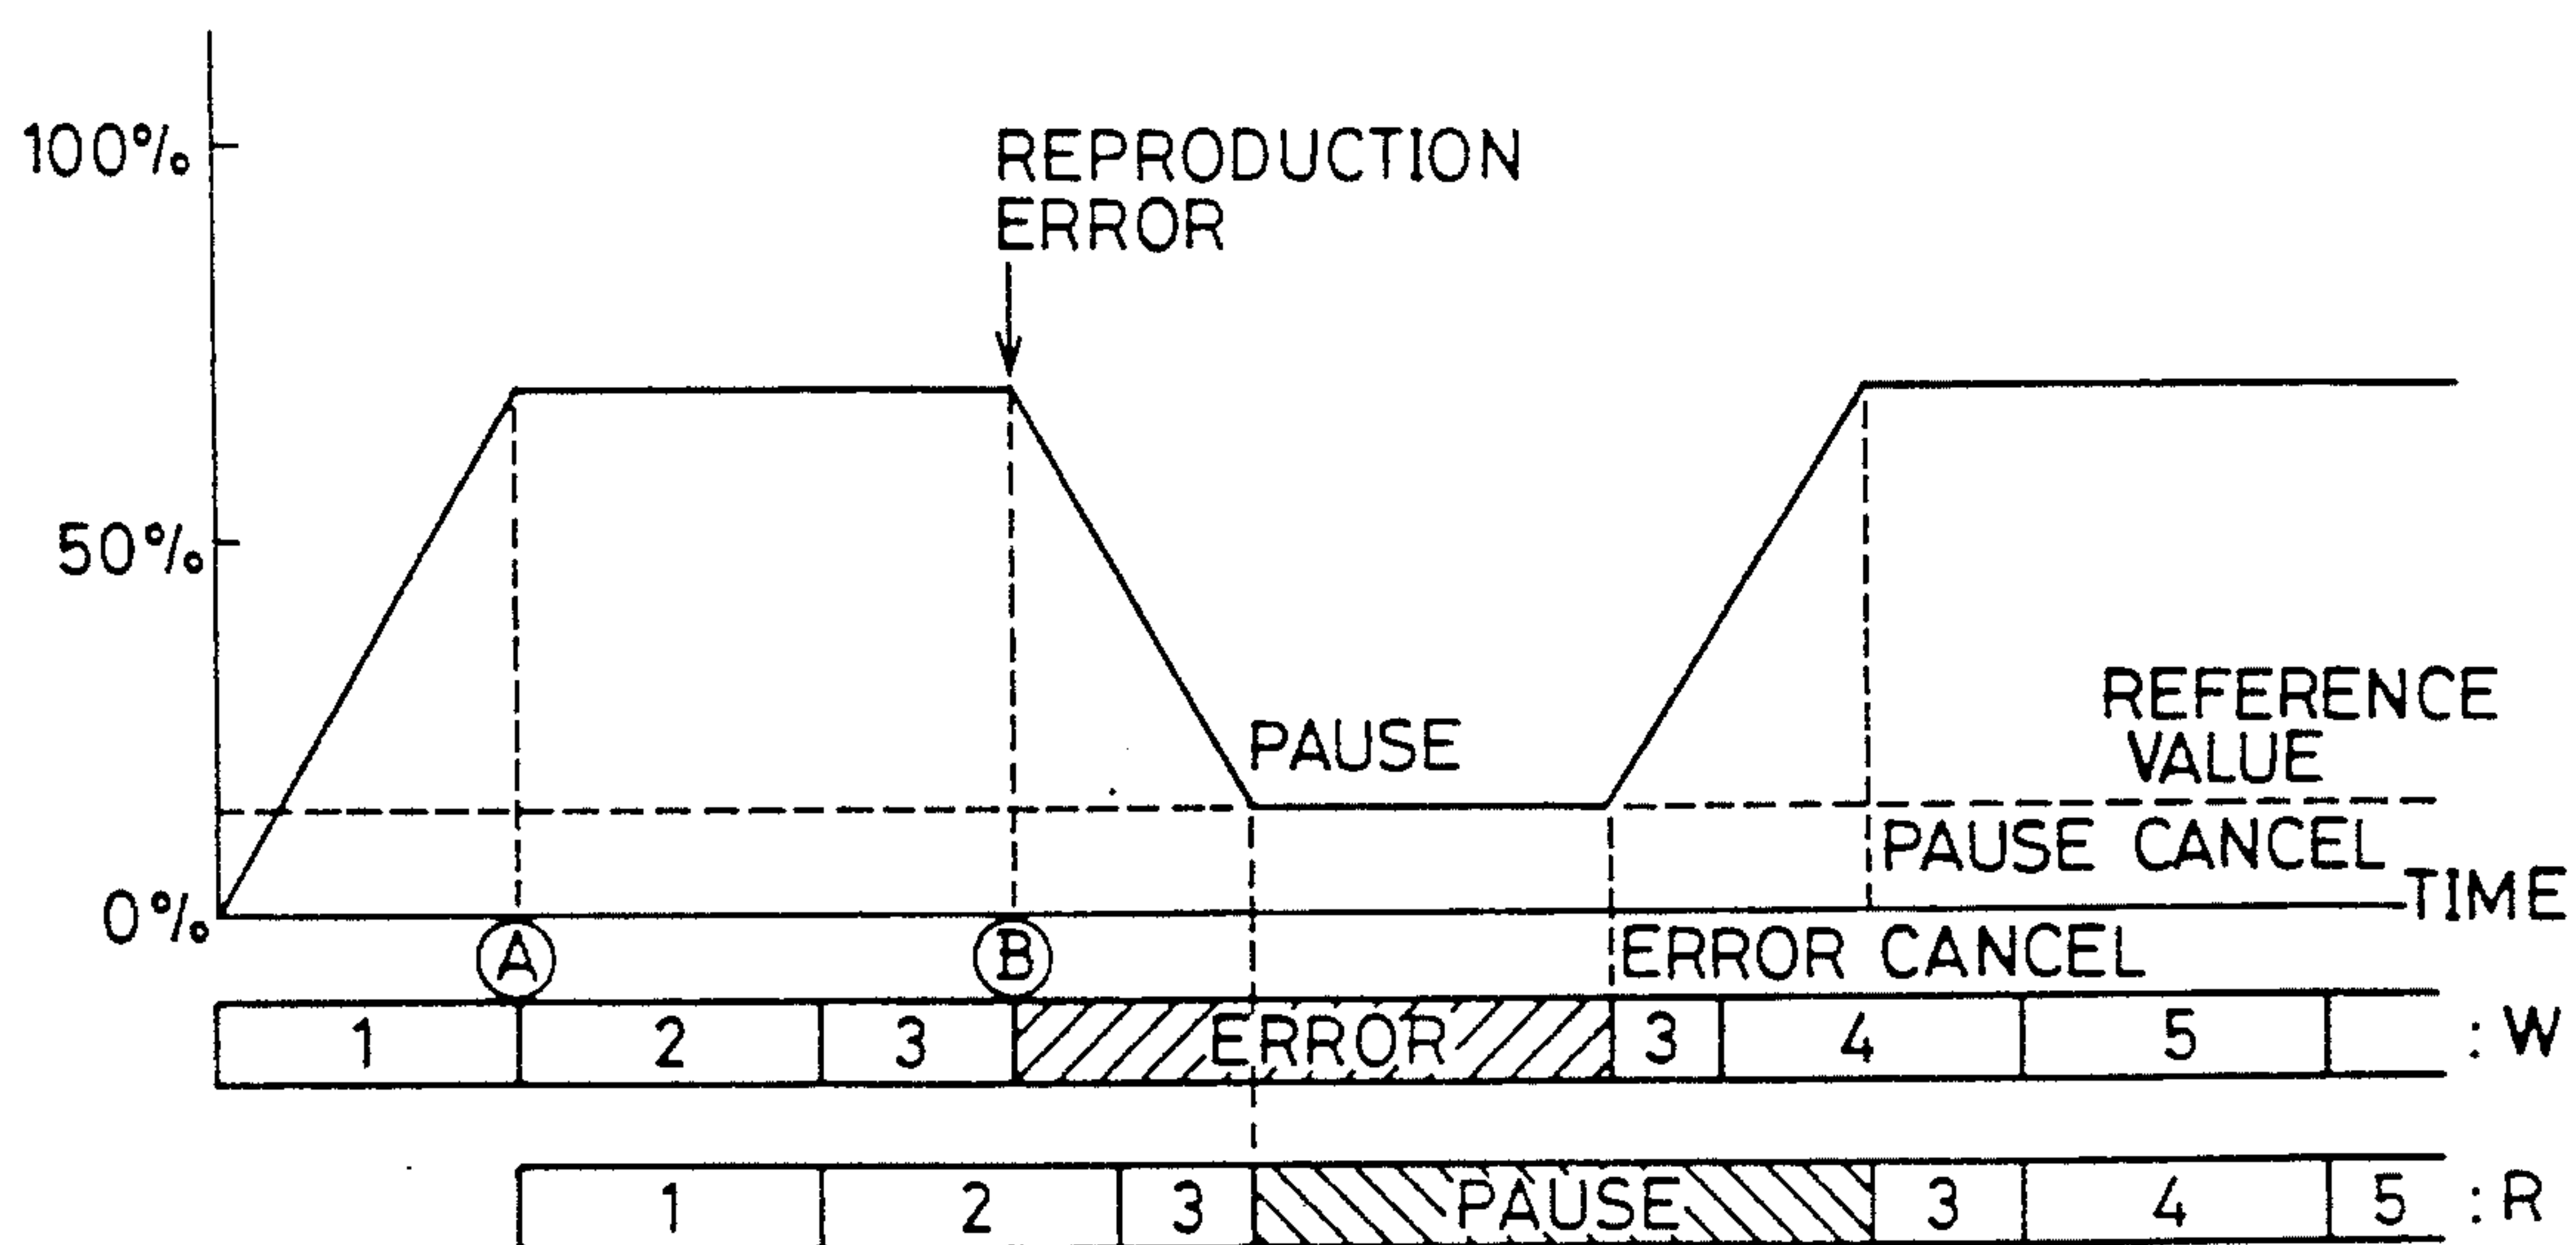 100%
REPRODUCTION
ERROR
50%
REFERENCE
VALUE
PAUSE
PAUSE CANCEL
0%
TIME
A B
ERROR CANCEL
1 2 3 ERROR 3 4 5 : W
1 2 3 PAUSE 3 4 5 : R